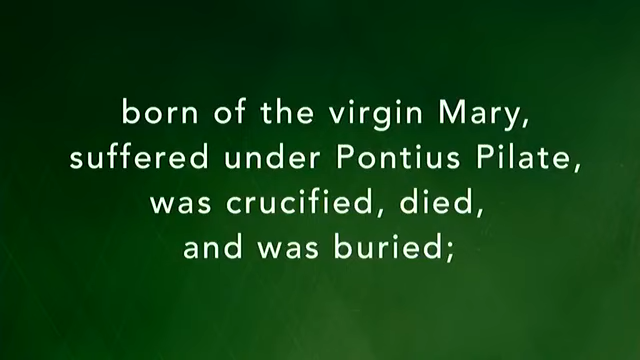 born of the virgin Mary,
suffered under Pontius Pilate,
was crucified, died,
and was buried;